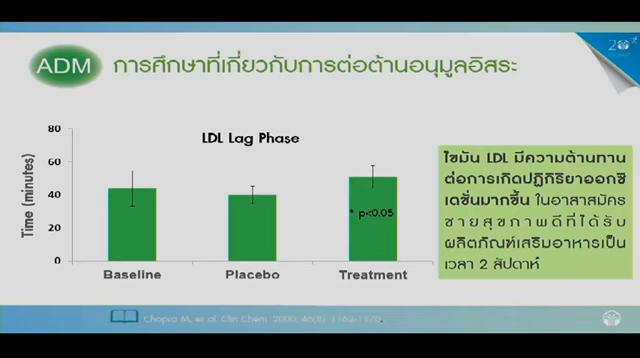 ADM
การศึกษาที่เกี่ยวกับการต่อต้านอนุมูลอิสระ
LDL Lag Phase
Time (minutes)
80
60
40
20
0
* p<0.05
Baseline
Placebo
Treatment
ไขมัน LDL มีความต้านทาน
ต่อการเกิดปฏิกิริยาออกซิ
เดชั่นมากขึ้น ในอาสาสมัคร
ชายสุขภาพดีที่ได้รับ
ผลิตภัณฑ์เสริมอาหารเป็น
เวลา 2 สัปดาห์
Chopra M, et al. Clin Chem. 2000; 46(8): 1162-1170.